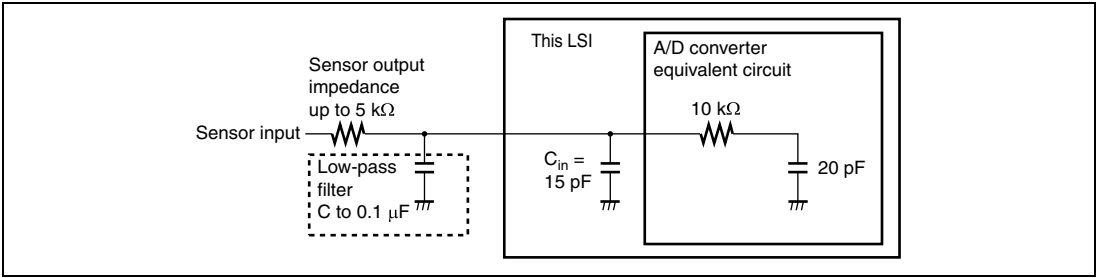 This LSI
A/D converter
equivalent circuit
Sensor output
impedance
up to 5 kΩ
10 kΩ
Sensor input
Low-pass
filter
C to 0.1 μF
Cin =
15 pF
20 pF